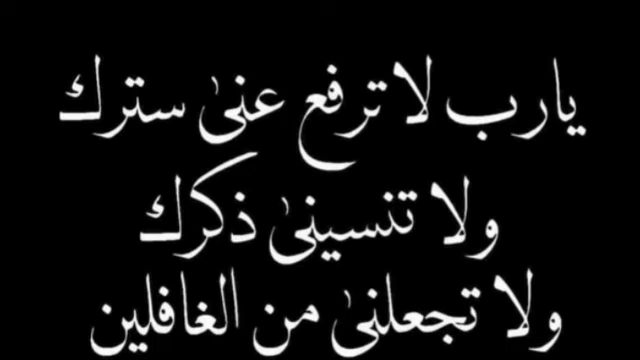 يارب لا ترفع عنى سترك
ولا تنسينى ذكرك
ولا تجعلنى من الغافلين